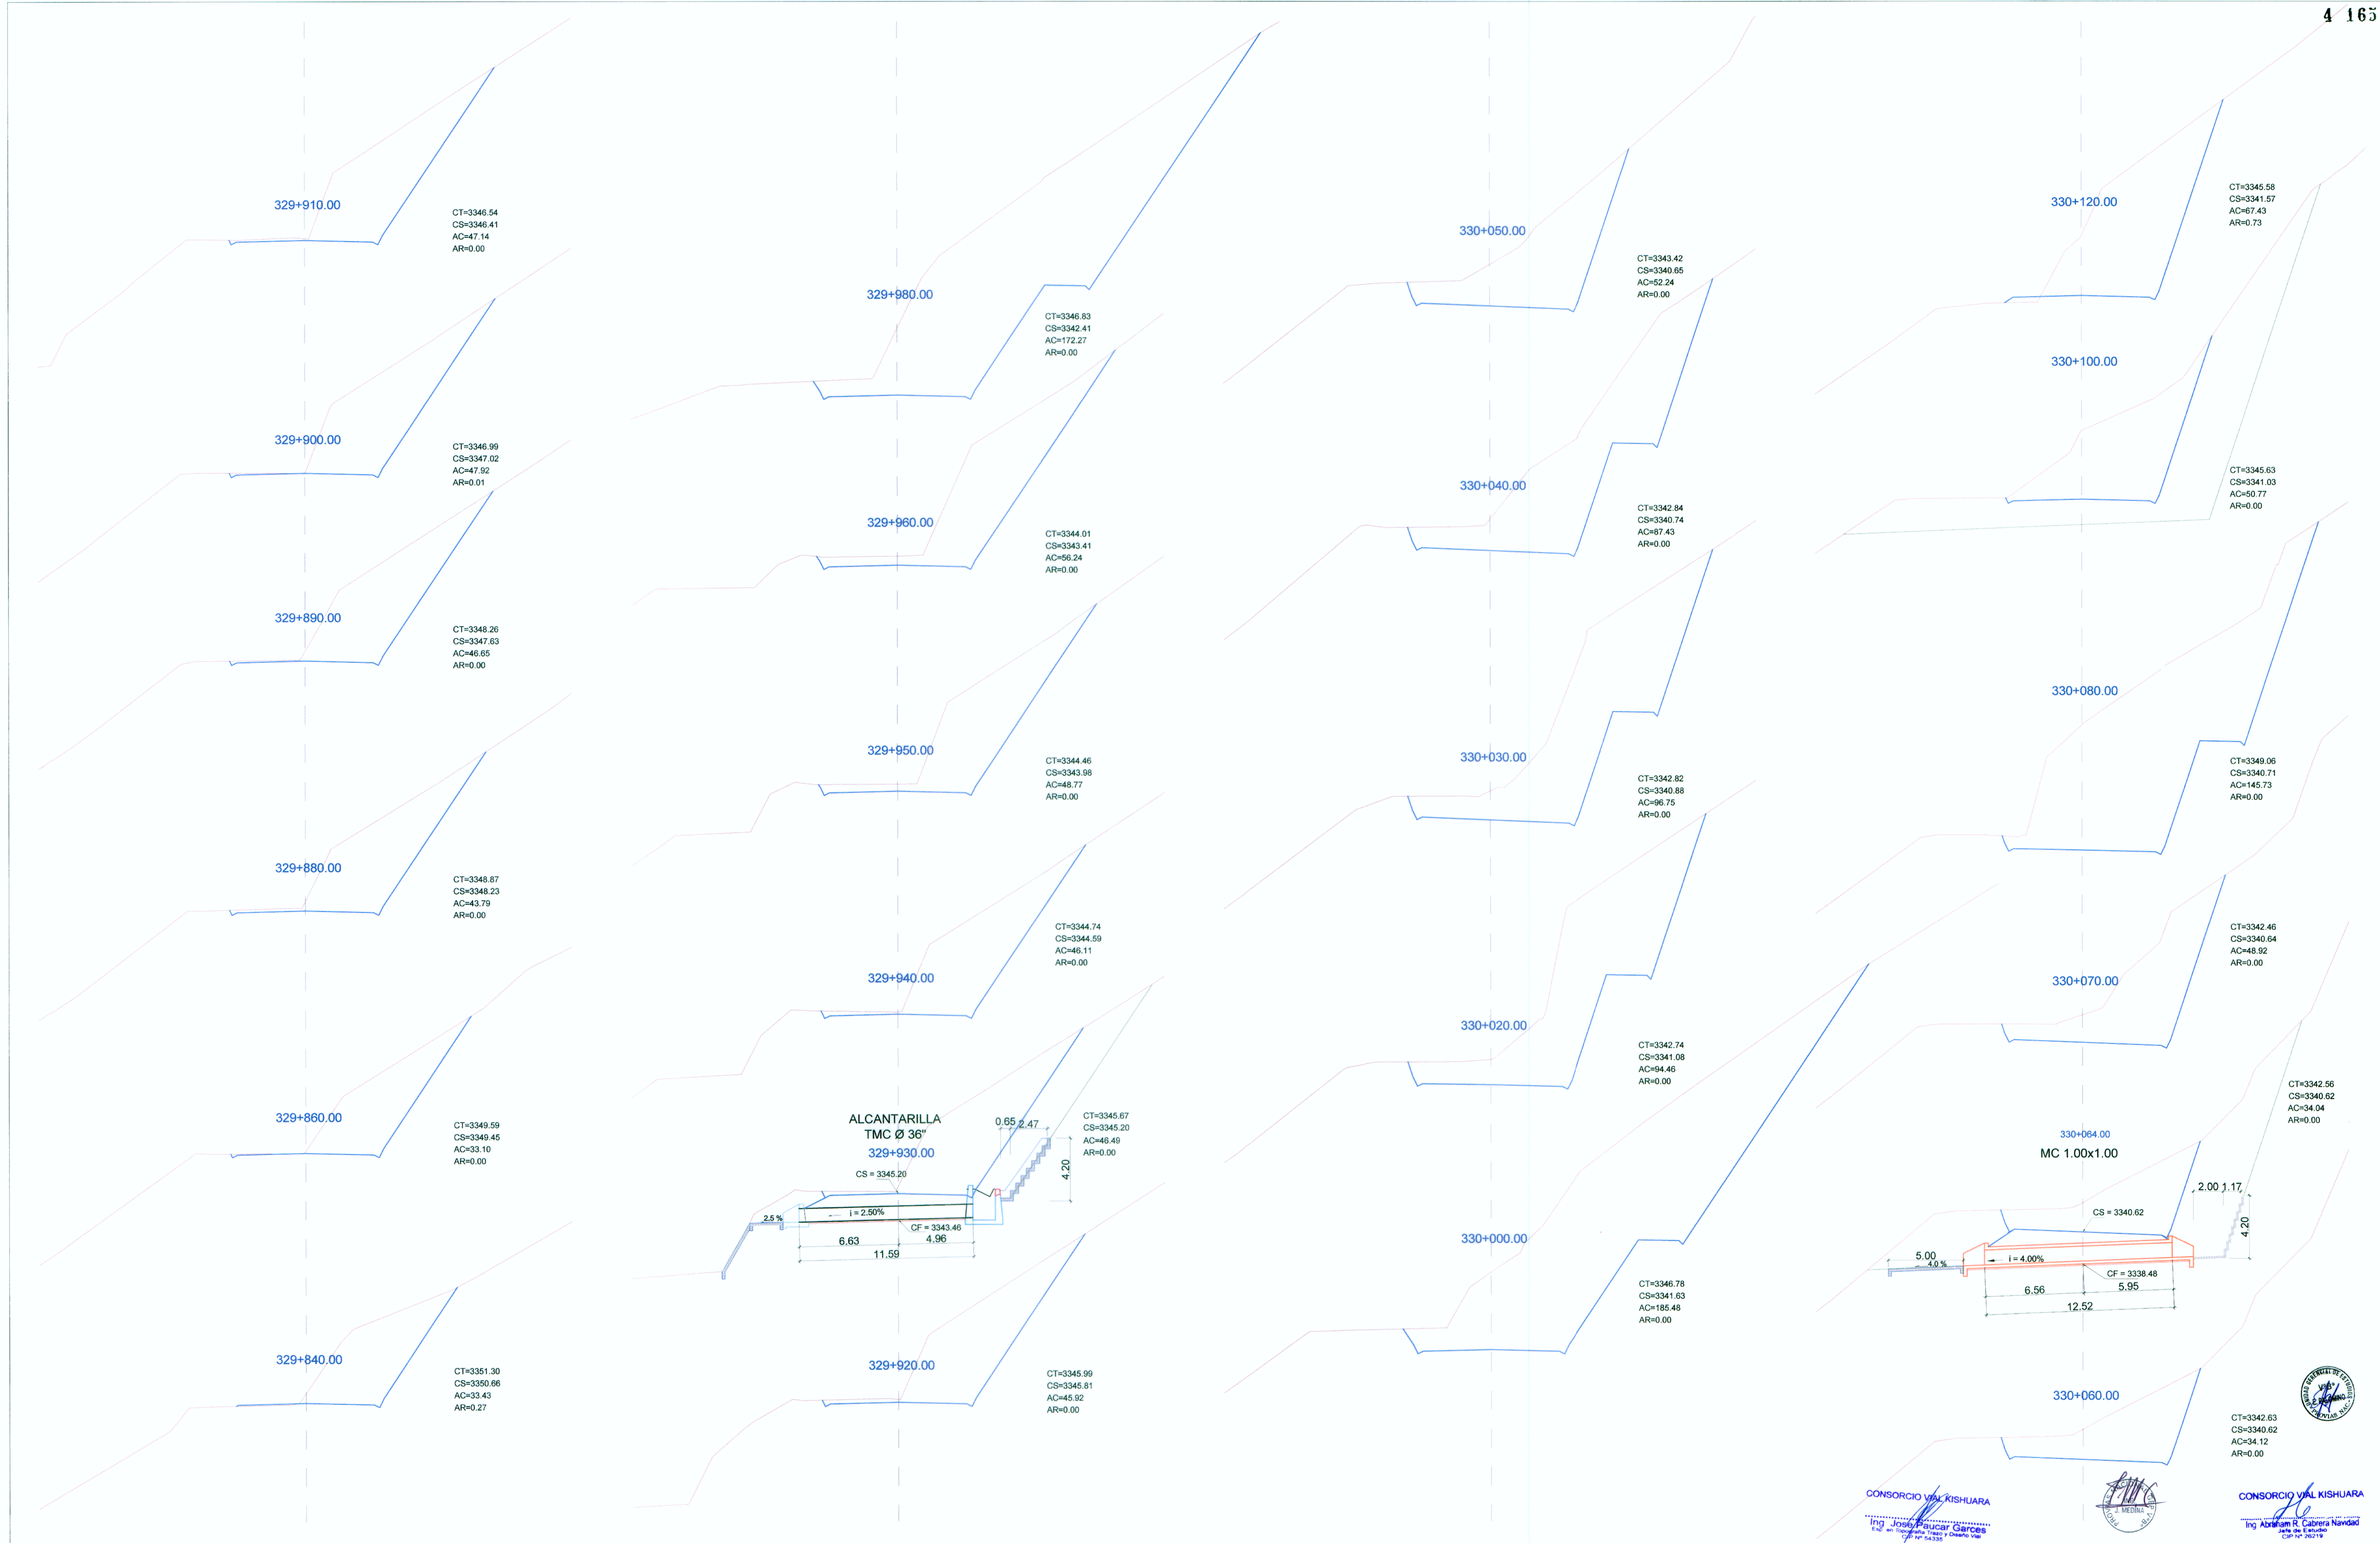 4 165
329+910.00
CT=3346.54
CS=3346.41
AC=47.14
AR=0.00
329+900.00
CT=3346.99
CS=3347.02
AC=47.92
AR=0.01
329+890.00
CT=3348.26
CS=3347.63
AC=46.65
AR=0.00
329+880.00
CT=3348.87
CS=3348.23
AC=43.79
AR=0.00
329+860.00
CT=3349.59
CS=3349.45
AC=33.10
AR=0.00
329+840.00
CT=3351.30
CS=3350.66
AC=33.43
AR=0.27
329+980.00
CT=3346.83
CS=3342.41
AC=172.27
AR=0.00
329+960.00
CT=3344.01
CS=3343.41
AC=56.24
AR=0.00
329+950.00
CT=3344.46
CS=3343.98
AC=48.77
AR=0.00
329+940.00
CT=3344.74
CS=3344.59
AC=46.11
AR=0.00
ALCANTARILLA
TMC Ø 36"
329+930.00
CS = 3345.20
0.65 2.47
4.20
CT=3345.67
CS=3345.20
AC=46.49
AR=0.00
2.5 %
i = 2.50%
CF = 3343.46
6.63
4.96
11.59
329+920.00
CT=3345.99
CS=3345.81
AC=45.92
AR=0.00
330+050.00
CT=3343.42
CS=3340.65
AC=52.24
AR=0.00
330+040.00
CT=3342.84
CS=3340.74
AC=87.43
AR=0.00
330+030.00
CT=3342.82
CS=3340.88
AC=96.75
AR=0.00
330+020.00
CT=3342.74
CS=3341.08
AC=94.46
AR=0.00
330+000.00
CT=3346.78
CS=3341.63
AC=185.48
AR=0.00
330+120.00
CT=3345.58
CS=3341.57
AC=67.43
AR=0.73
330+100.00
CT=3345.63
CS=3341.03
AC=50.77
AR=0.00
330+080.00
CT=3349.06
CS=3340.71
AC=145.73
AR=0.00
330+070.00
CT=3342.46
CS=3340.64
AC=48.92
AR=0.00
330+064.00
MC 1.00x1.00
CT=3342.56
CS=3340.62
AC=34.04
AR=0.00
2.00 1.17
4.20
CS = 3340.62
5.00
4.0 %
i = 4.00%
CF = 3338.48
6.56
5.95
12.52
330+060.00
CT=3342.63
CS=3340.62
AC=34.12
AR=0.00
CONSORCIO VIAL KISHUARA
Ing. José Paucar Garces
Esp. en Topografía Trazo y Diseño Vial
CIP Nº 54335
J. MEDINA
CONSORCIO VIAL KISHUARA
Ing. Abraham R. Cabrera Navidad
Jefe de Estudio
CIP Nº 26219